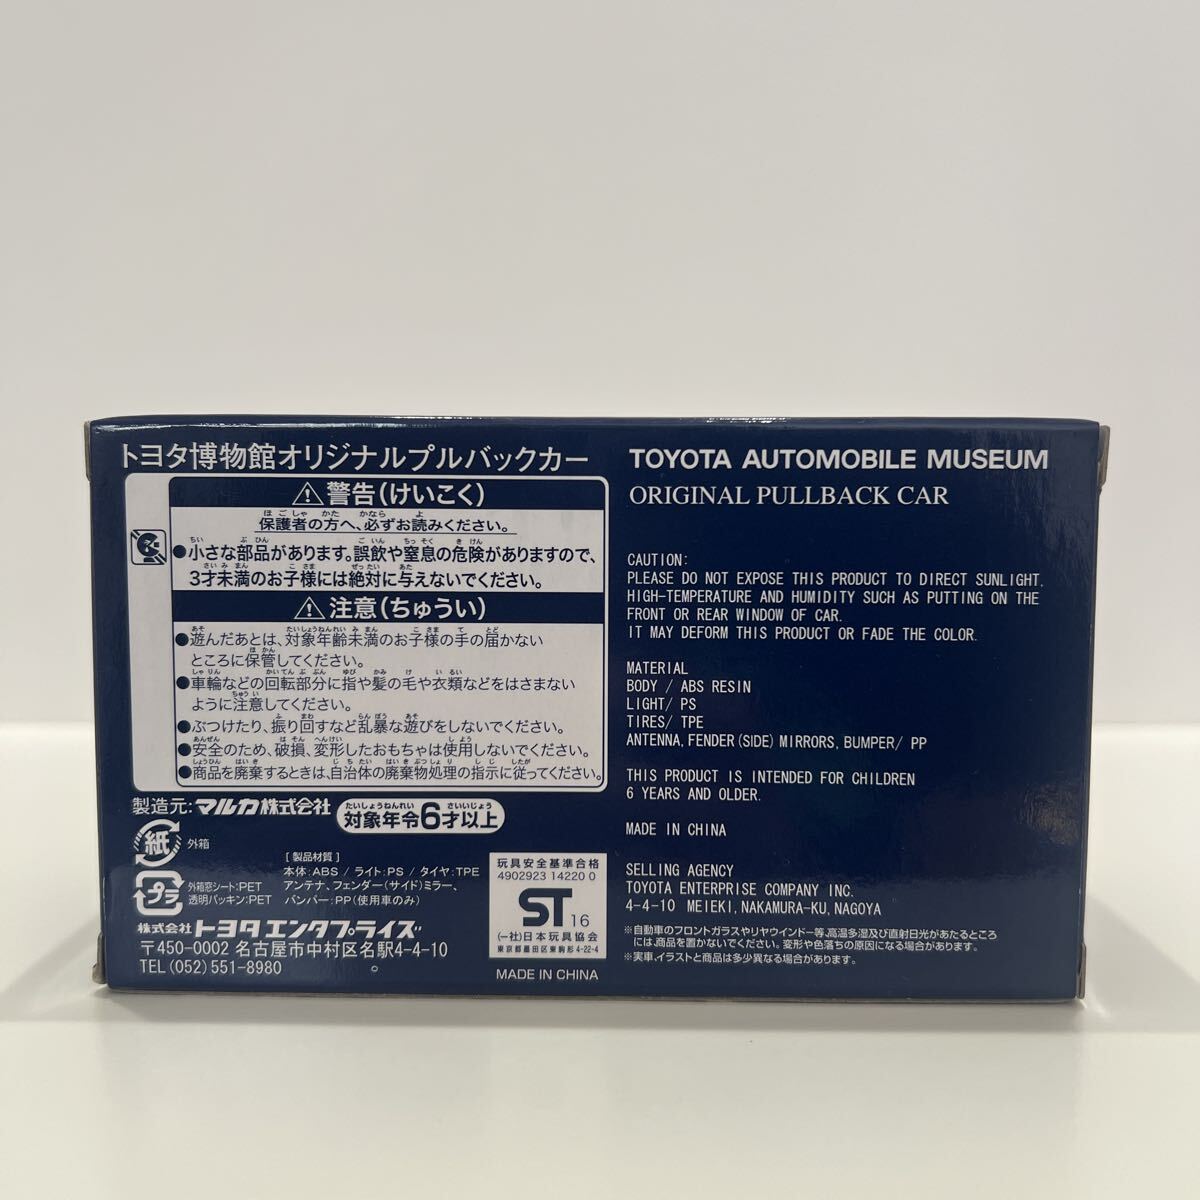 トヨタ博物館オリジナルプルバックカー
⚠警告(けいこく)
保護者の方へ、必ずお読みください。
●小さな部品があります。誤飲や窒息の危険がありますので、
3才未満のお子様には絶対に与えないでください。
⚠注意(ちゅうい)
●遊んだあとは、対象年齢未満のお子様の手の届かない
ところに保管してください。
●車輪などの回転部分に指や髪の毛や衣類などをはさまない
ように注意してください。
●ぶつけたり、振り回すなど乱暴な遊びをしないでください。
●安全のため、破損、変形したおもちゃは使用しないでください。
●商品を廃棄するときは、自治体の廃棄物処理の指示に従ってください。
製造元:マルカ株式会社
対象年令6才以上
紙 外箱
プラ
外箱窓シート:PET
透明パッキン:PET
[製品材質]
本体:ABS / ライト:PS / タイヤ:TPE
アンテナ、フェンダー(サイド)ミラー、
バンパー:PP(使用車のみ)
玩具安全基準合格
4902923 14220 0
ST 16
(一社)日本玩具協会
東京都墨田区東駒形4-22-4
株式会社トヨタエンタプライズ
〒450-0002 名古屋市中村区名駅4-4-10
TEL (052) 551-8980
MADE IN CHINA
TOYOTA AUTOMOBILE MUSEUM
ORIGINAL PULLBACK CAR
CAUTION:
PLEASE DO NOT EXPOSE THIS PRODUCT TO DIRECT SUNLIGHT.
HIGH-TEMPERATURE AND HUMIDITY SUCH AS PUTTING ON THE
FRONT OR REAR WINDOW OF CAR.
IT MAY DEFORM THIS PRODUCT OR FADE THE COLOR.
MATERIAL
BODY / ABS RESIN
LIGHT/ PS
TIRES/ TPE
ANTENNA, FENDER (SIDE) MIRRORS, BUMPER/ PP
THIS PRODUCT IS INTENDED FOR CHILDREN
6 YEARS AND OLDER.
MADE IN CHINA
SELLING AGENCY
TOYOTA ENTERPRISE COMPANY INC.
4-4-10 MEIEKI, NAKAMURA-KU, NAGOYA
※自動車のフロントガラスやリヤウインドー等、高温多湿及び直射日光があたるところ
には、商品を置かないでください。変形や色落ちの原因になる場合があります。
※実車、イラストと商品は多少異なる場合があります。